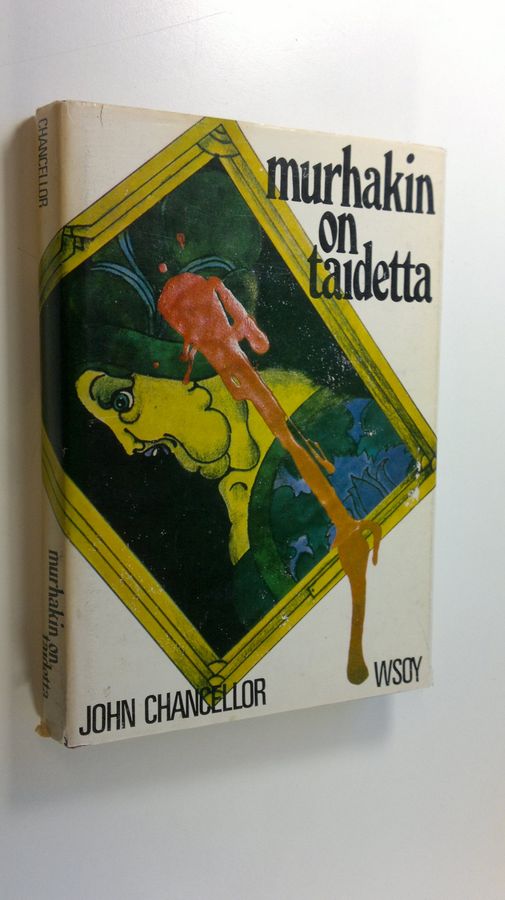 CHANCELLOR
murhakin on
taidetta
murhakin
on
taidetta
JOHN CHANCELLOR
WSOY